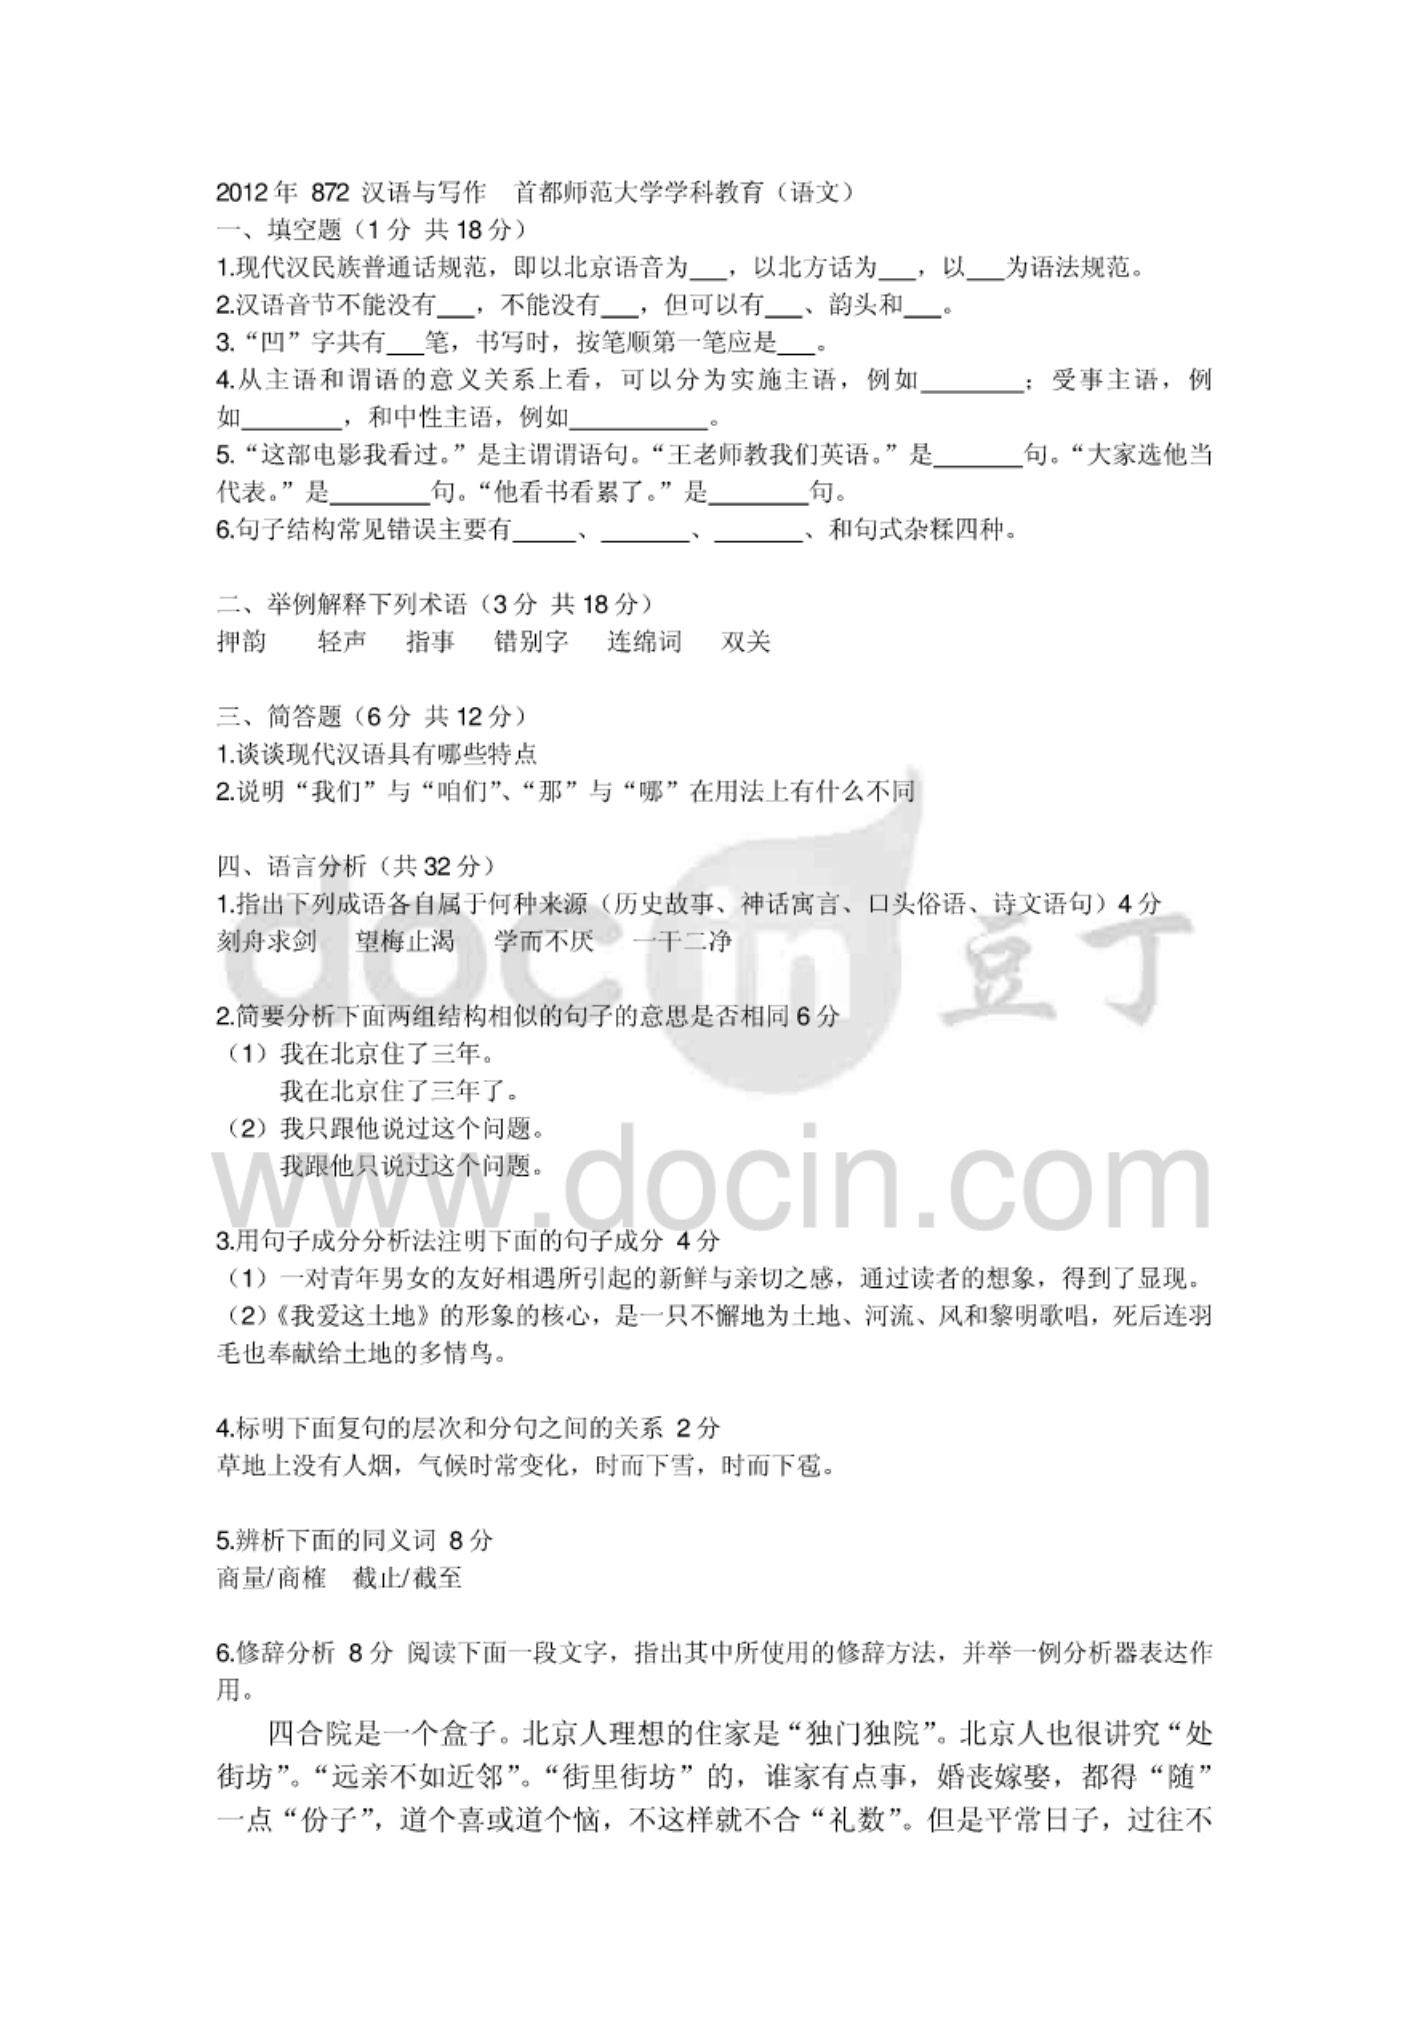 2012年 872 汉语与写作 首都师范大学学科教育（语文）
一、填空题（1分 共18分）
1.现代汉民族普通话规范，即以北京语音为___，以北方话为___，以___为语法规范。
2.汉语音节不能没有___，不能没有___，但可以有___、韵头和___。
3.“凹”字共有___笔，书写时，按笔顺第一笔应是___。
4.从主语和谓语的意义关系上看，可以分为实施主语，例如________；受事主语，例
如________，和中性主语，例如___________。
5.“这部电影我看过。”是主谓谓语句。“王老师教我们英语。”是_______句。“大家选他当
代表。”是________句。“他看书看累了。”是________句。
6.句子结构常见错误主要有_____、_______、_______、和句式杂糅四种。
二、举例解释下列术语（3分 共18分）
押韵 轻声 指事 错别字 连绵词 双关
三、简答题（6分 共12分）
1.谈谈现代汉语具有哪些特点
2.说明“我们”与“咱们”、“那”与“哪”在用法上有什么不同
四、语言分析（共32分）
1.指出下列成语各自属于何种来源（历史故事、神话寓言、口头俗语、诗文语句）4分
刻舟求剑 望梅止渴 学而不厌 一干二净
docin 豆丁
2.简要分析下面两组结构相似的句子的意思是否相同6分
（1）我在北京住了三年。
我在北京住了三年了。
（2）我只跟他说过这个问题。
我跟他只说过这个问题。
www.docin.com
3.用句子成分分析法注明下面的句子成分 4分
（1）一对青年男女的友好相遇所引起的新鲜与亲切之感，通过读者的想象，得到了显现。
（2）《我爱这土地》的形象的核心，是一只不懈地为土地、河流、风和黎明歌唱，死后连羽
毛也奉献给土地的多情鸟。
4.标明下面复句的层次和分句之间的关系 2分
草地上没有人烟，气候时常变化，时而下雪，时而下雹。
5.辨析下面的同义词 8分
商量/商榷 截止/截至
6.修辞分析 8分 阅读下面一段文字，指出其中所使用的修辞方法，并举一例分析器表达作
用。
四合院是一个盒子。北京人理想的住家是“独门独院”。北京人也很讲究“处
街坊”。“远亲不如近邻”。“街里街坊”的，谁家有点事，婚丧嫁娶，都得“随”
一点“份子”，道个喜或道个恼，不这样就不合“礼数”。但是平常日子，过往不